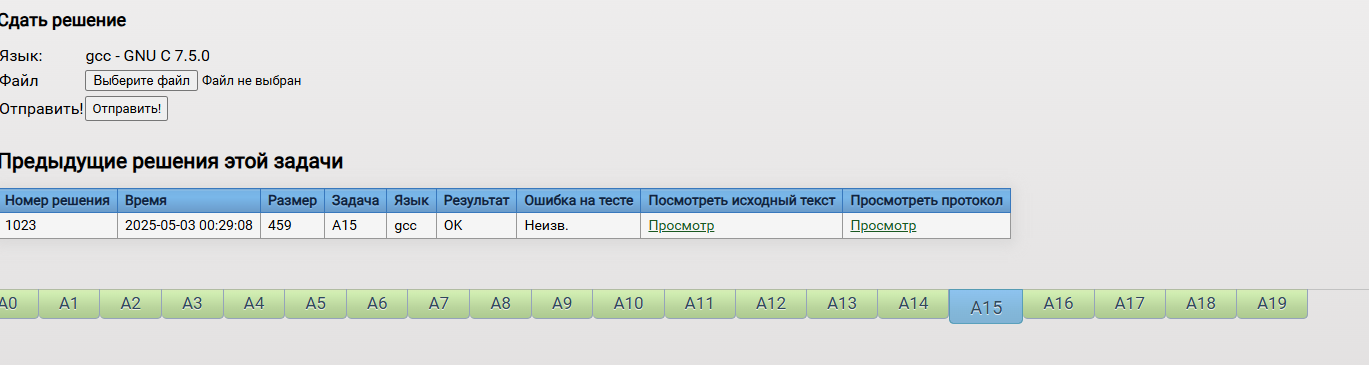 Сдать решение
Язык: gcc - GNU C 7.5.0
Файл Выберите файл Файл не выбран
Отправить! Отправить!
Предыдущие решения этой задачи
Номер решения Время Размер Задача Язык Результат Ошибка на тесте Посмотреть исходный текст Просмотреть протокол
1023 2025-05-03 00:29:08 459 A15 gcc OK Неизв. Просмотр Просмотр
A0 A1 A2 A3 A4 A5 A6 A7 A8 A9 A10 A11 A12 A13 A14 A15 A16 A17 A18 A19